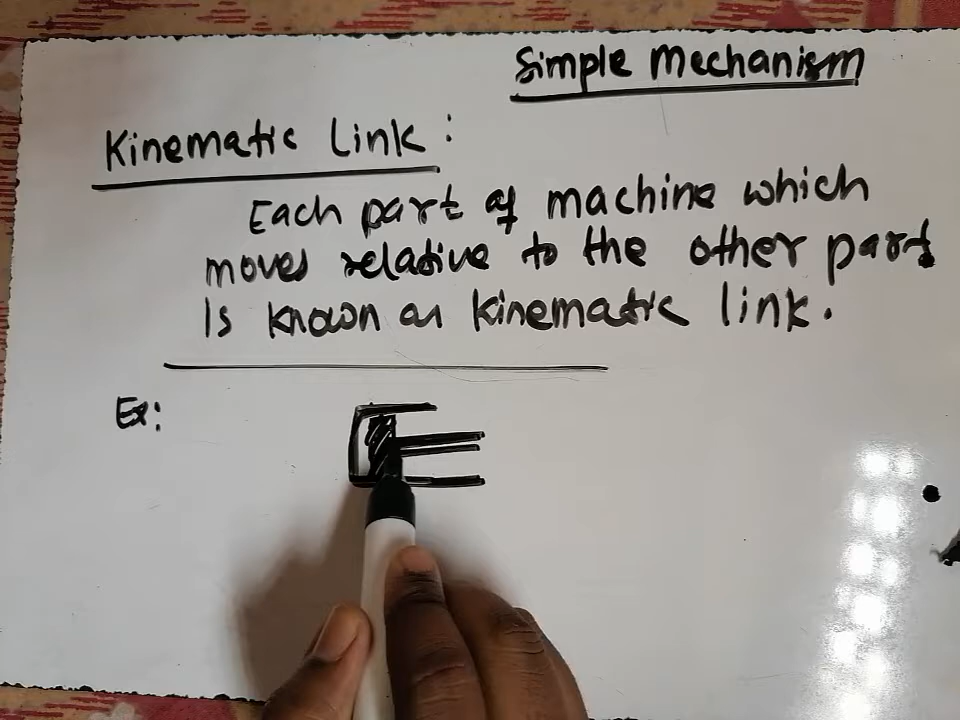 Simple Mechanism
Kinematic Link :
Each part of machine which
moves relative to the other part
is known as kinematic link.
Ex: